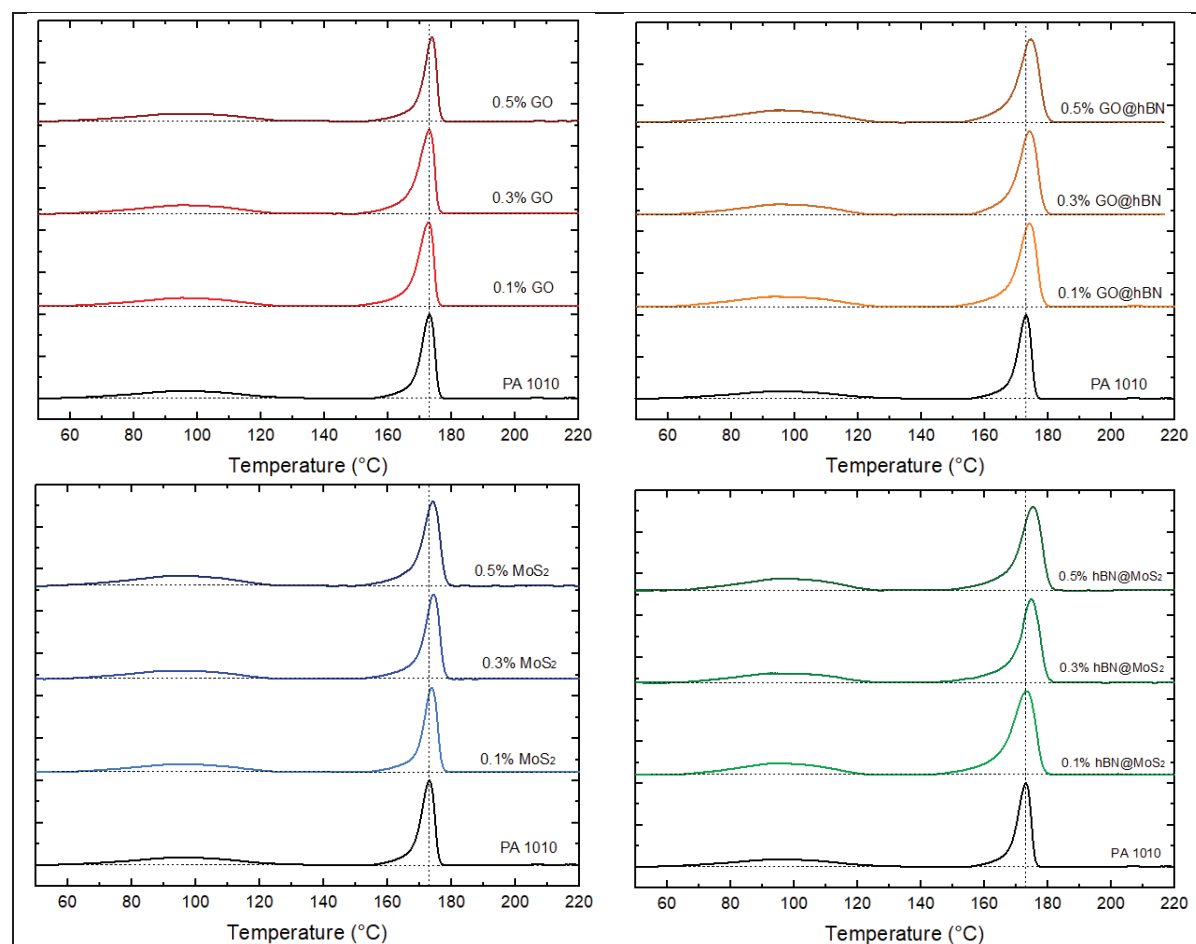 0.5% GO
0.3% GO
0.1% GO
PA 1010
60 80 100 120 140 160 180 200 220
Temperature (°C)
0.5% GO@hBN
0.3% GO@hBN
0.1% GO@hBN
PA 1010
60 80 100 120 140 160 180 200 220
Temperature (°C)
0.5% MoS₂
0.3% MoS₂
0.1% MoS₂
PA 1010
60 80 100 120 140 160 180 200 220
Temperature (°C)
0.5% hBN@MoS₂
0.3% hBN@MoS₂
0.1% hBN@MoS₂
PA 1010
60 80 100 120 140 160 180 200 220
Temperature (°C)